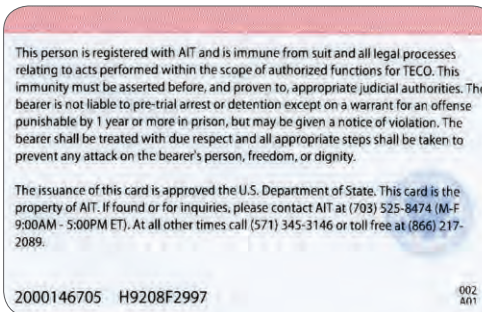 This person is registered with AIT and is immune from suit and all legal processes
relating to acts performed within the scope of authorized functions for TECO. This
immunity must be asserted before, and proven to, appropriate judicial authorities. The
bearer is not liable to pre-trial arrest or detention except on a warrant for an offense
punishable by 1 year or more in prison, but may be given a notice of violation. The
bearer shall be treated with due respect and all appropriate steps shall be taken to
prevent any attack on the bearer's person, freedom, or dignity.
The issuance of this card is approved the U.S. Department of State. This card is the
property of AIT. If found or for inquiries, please contact AIT at (703) 525-8474 (M-F
9:00AM - 5:00PM ET). At all other times call (571) 345-3146 or toll free at (866) 217-
2089.
2000146705 H9208F2997
002
A01